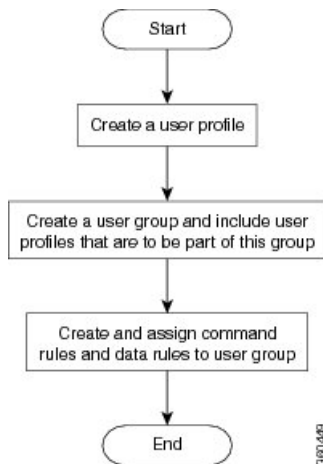 Start
Create a user profile
Create a user group and include user
profiles that are to be part of this group
Create and assign command
rules and data rules to user group
End